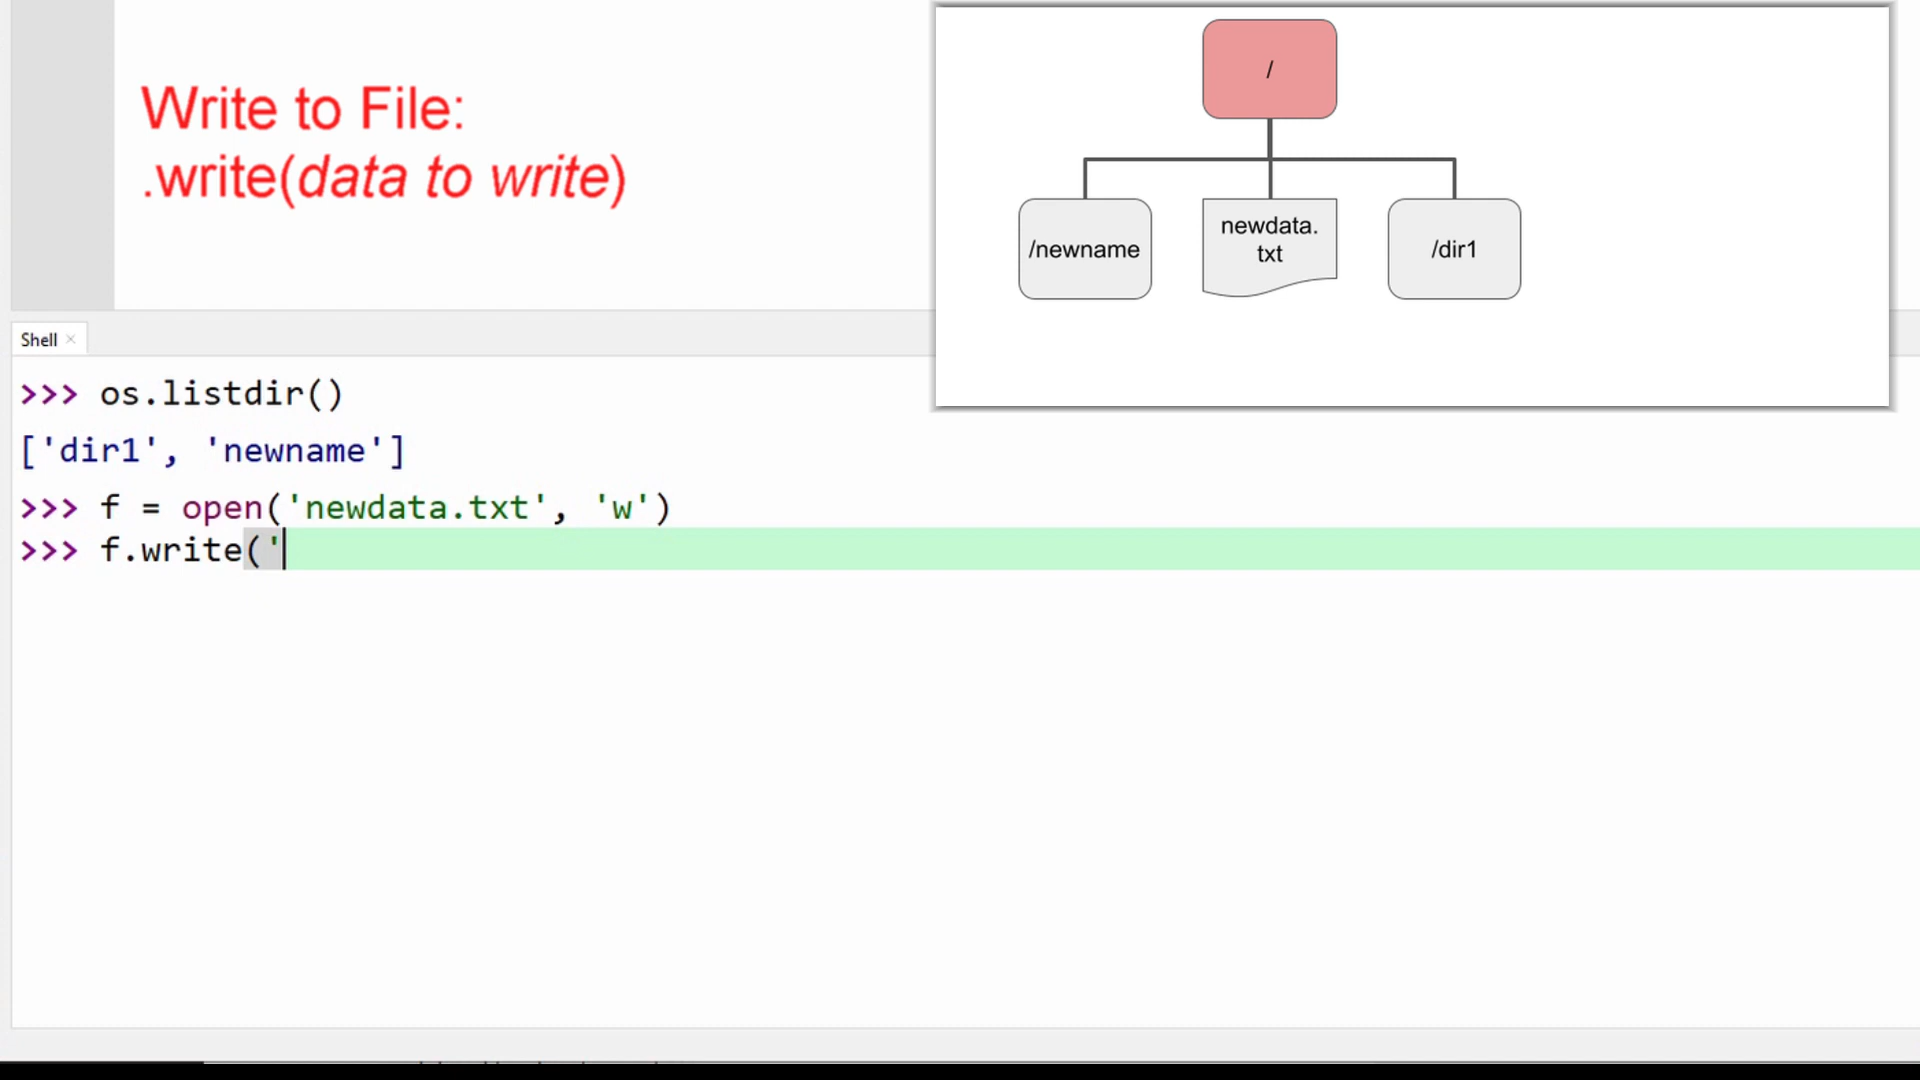 Write to File:
.write(data to write)
/
/newname
newdata.
txt
/dir1
Shell ×
>>> os.listdir()
['dir1', 'newname']
>>> f = open('newdata.txt', 'w')
>>> f.write('